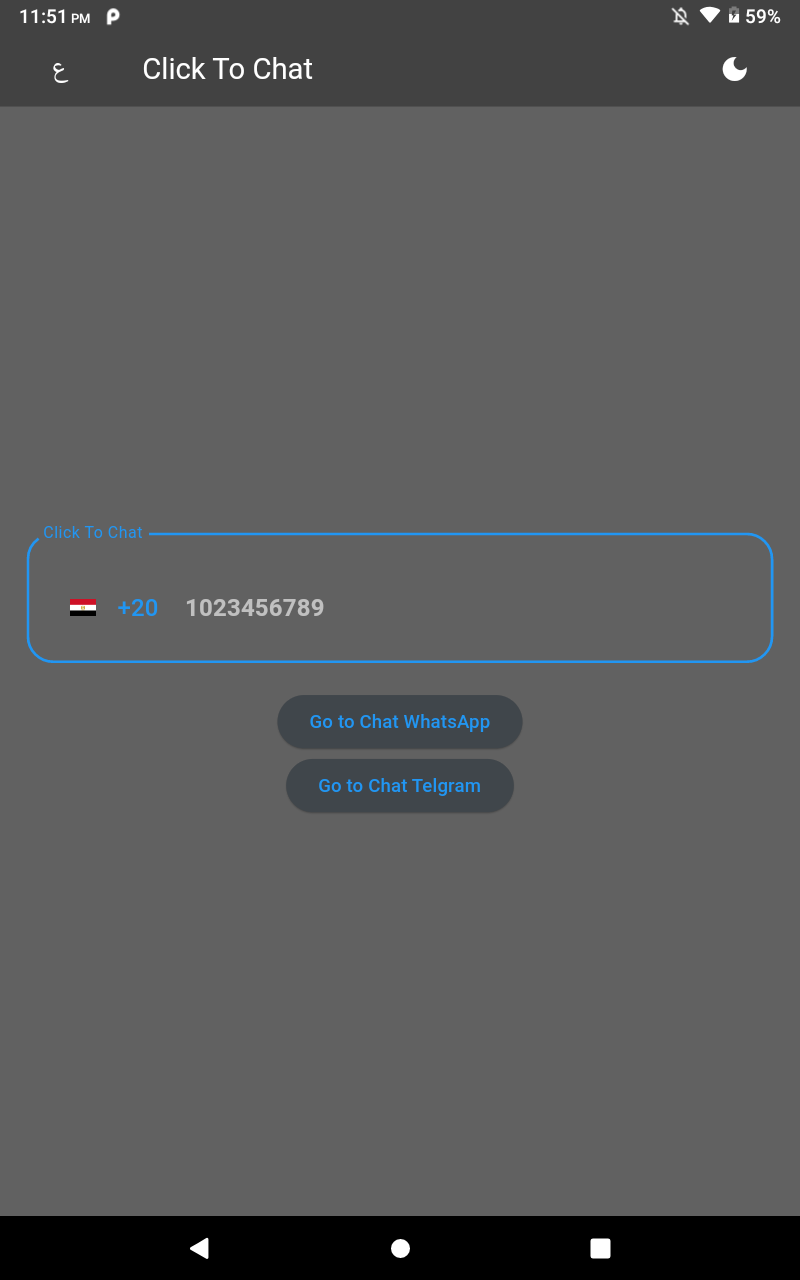 11:51 PM 59%
ع Click To Chat
Click To Chat
+20 1023456789
Go to Chat WhatsApp
Go to Chat Telgram